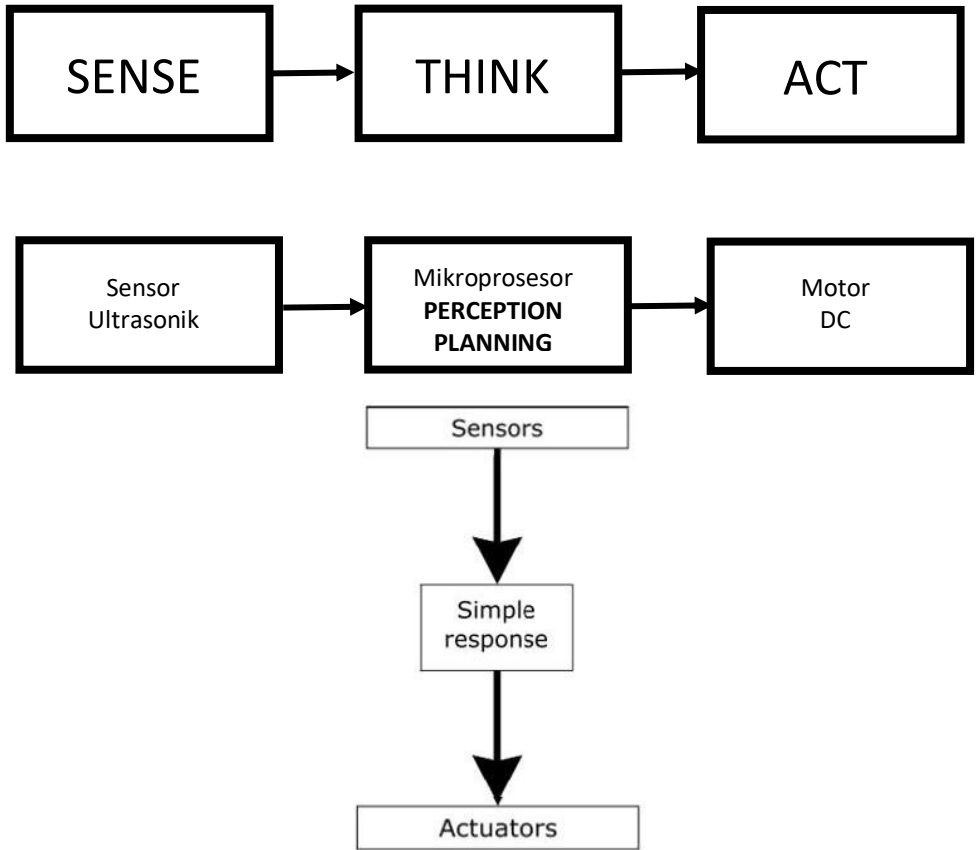 SENSE
THINK
ACT
Sensor
Ultrasonik
Mikroprosesor
PERCEPTION
PLANNING
Motor
DC
Sensors
Simple
response
Actuators